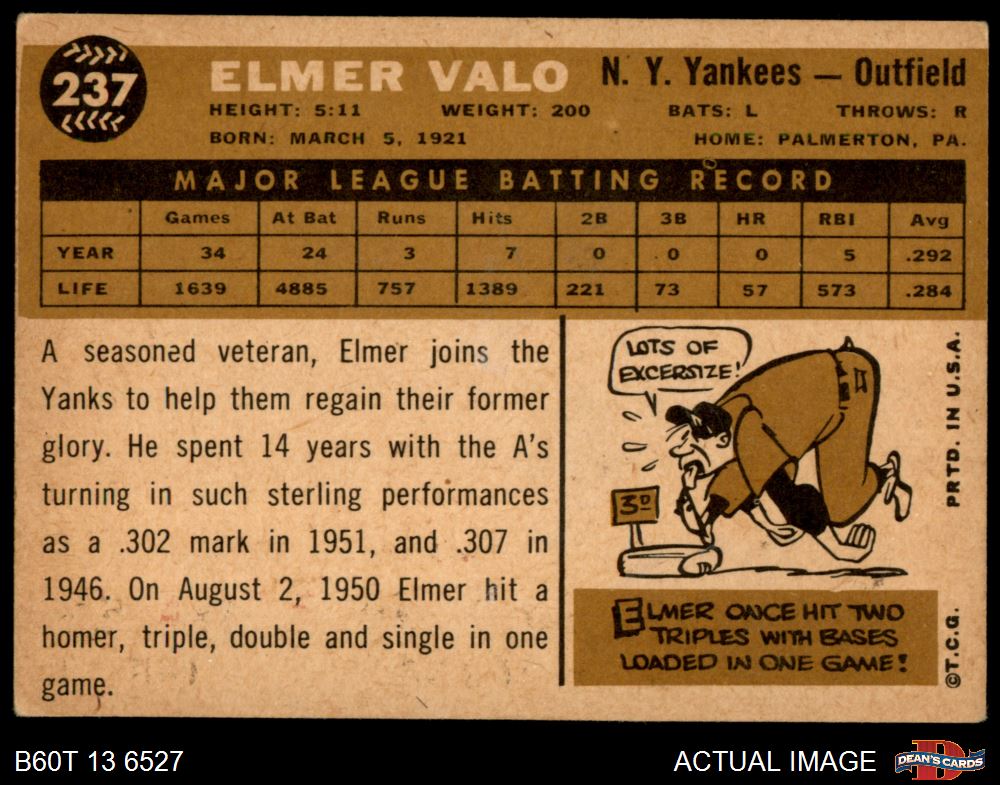 237
ELMER VALO
N. Y. Yankees — Outfield
HEIGHT: 5:11 WEIGHT: 200 BATS: L THROWS: R
BORN: MARCH 5, 1921 HOME: PALMERTON, PA.
MAJOR LEAGUE BATTING RECORD
Games At Bat Runs Hits 2B 3B HR RBI Avg
YEAR 34 24 3 7 0 0 0 5 .292
LIFE 1639 4885 757 1389 221 73 57 573 .284
A seasoned veteran, Elmer joins the
Yanks to help them regain their former
glory. He spent 14 years with the A's
turning in such sterling performances
as a .302 mark in 1951, and .307 in
1946. On August 2, 1950 Elmer hit a
homer, triple, double and single in one
game.
LOTS OF
EXCERSIZE!
3D
ELMER ONCE HIT TWO
TRIPLES WITH BASES
LOADED IN ONE GAME!
©T.C.G. PRTD. IN U.S.A.
B60T 13 6527
ACTUAL IMAGE
D
DEAN'S CARDS